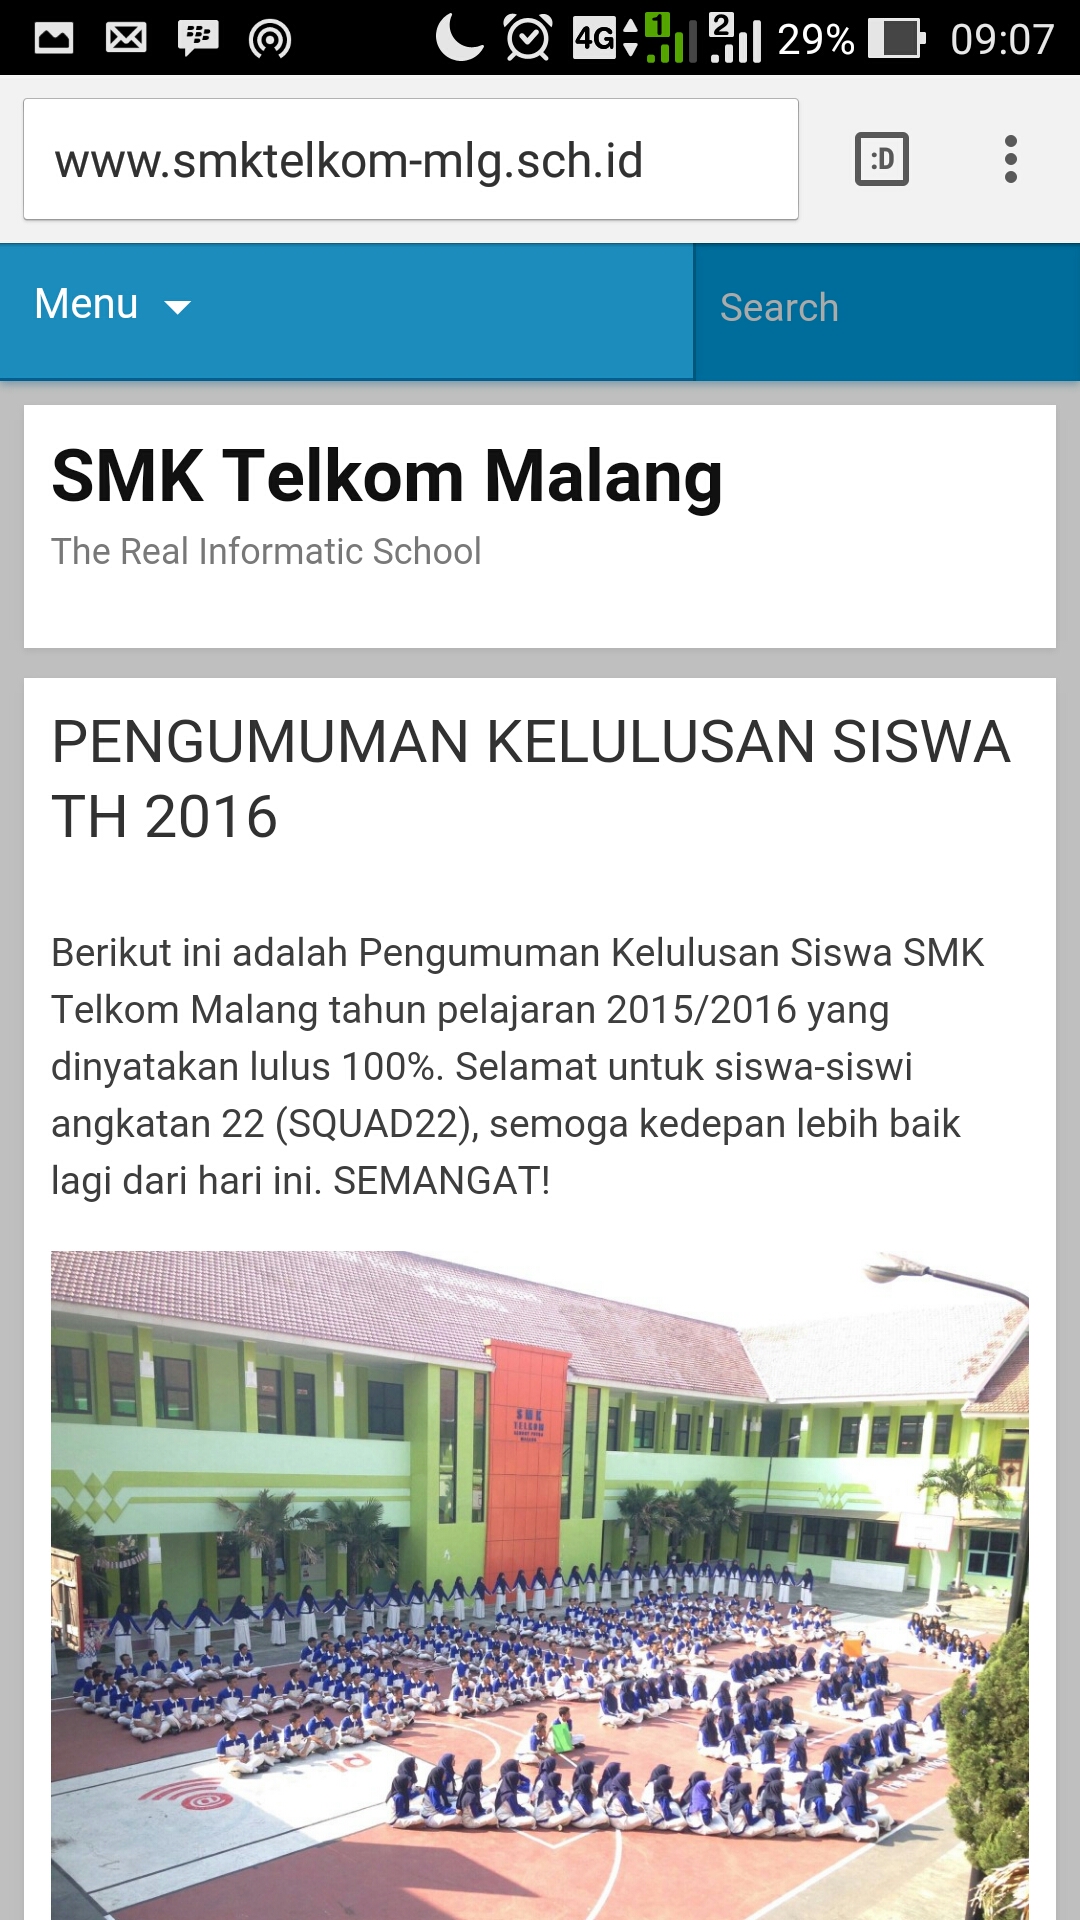 4G 1 2 29% 09:07
www.smktelkom-mlg.sch.id :D
Menu Search
SMK Telkom Malang
The Real Informatic School
PENGUMUMAN KELULUSAN SISWA
TH 2016
Berikut ini adalah Pengumuman Kelulusan Siswa SMK
Telkom Malang tahun pelajaran 2015/2016 yang
dinyatakan lulus 100%. Selamat untuk siswa-siswi
angkatan 22 (SQUAD22), semoga kedepan lebih baik
lagi dari hari ini. SEMANGAT!
SMK
TELKOM